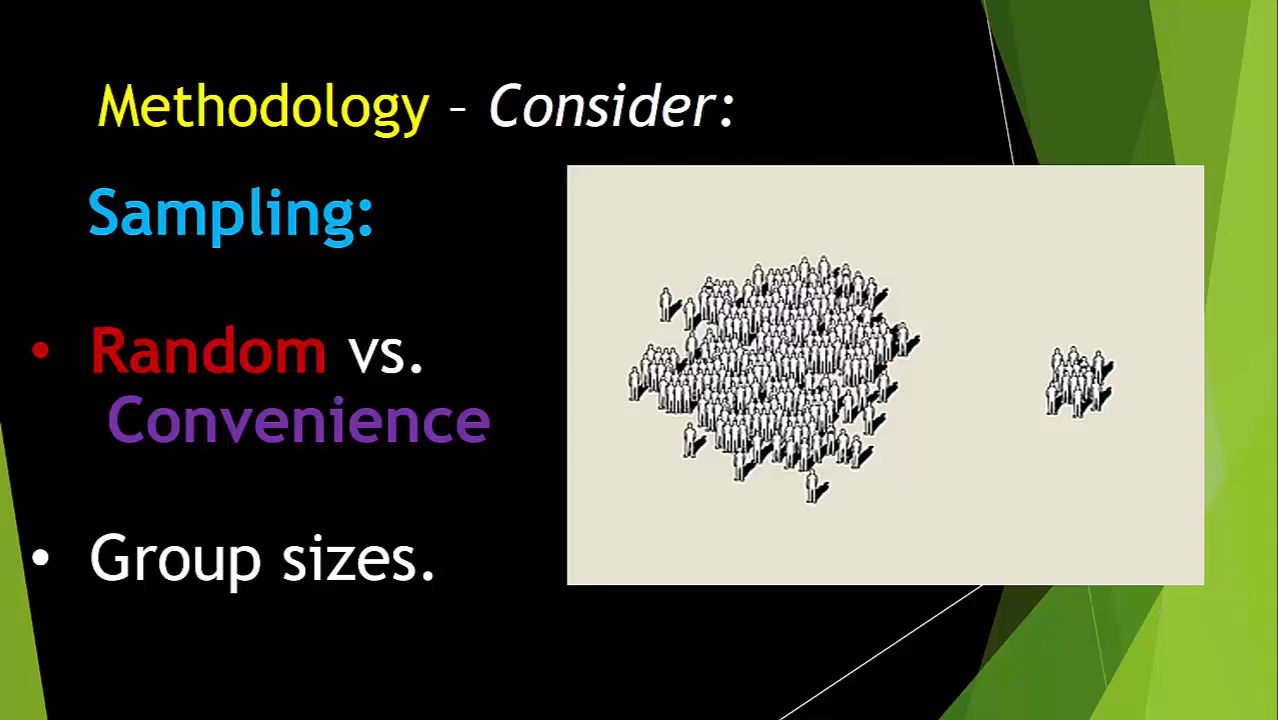 Methodology – Consider:
Sampling:
• Random vs.
Convenience
• Group sizes.